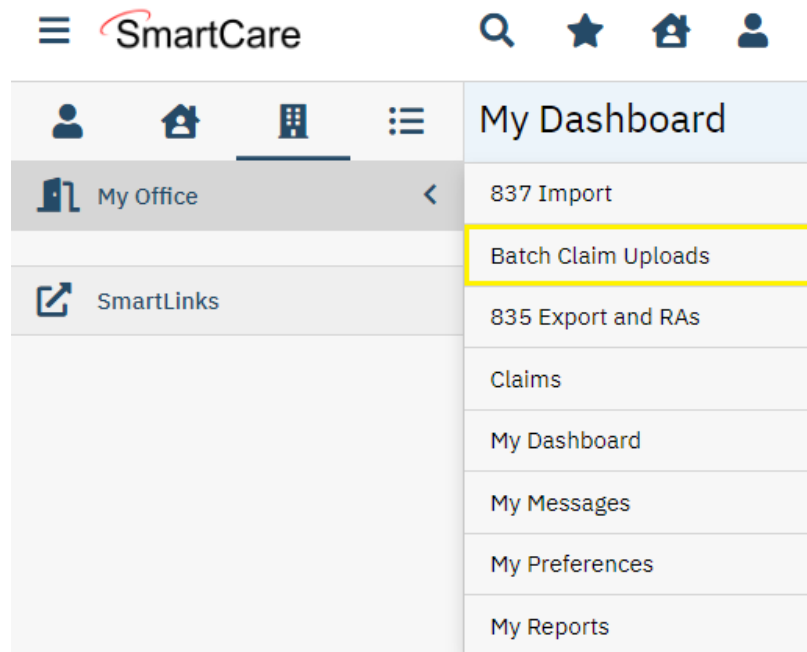 SmartCare
My Office
SmartLinks
My Dashboard
837 Import
Batch Claim Uploads
835 Export and RAs
Claims
My Dashboard
My Messages
My Preferences
My Reports